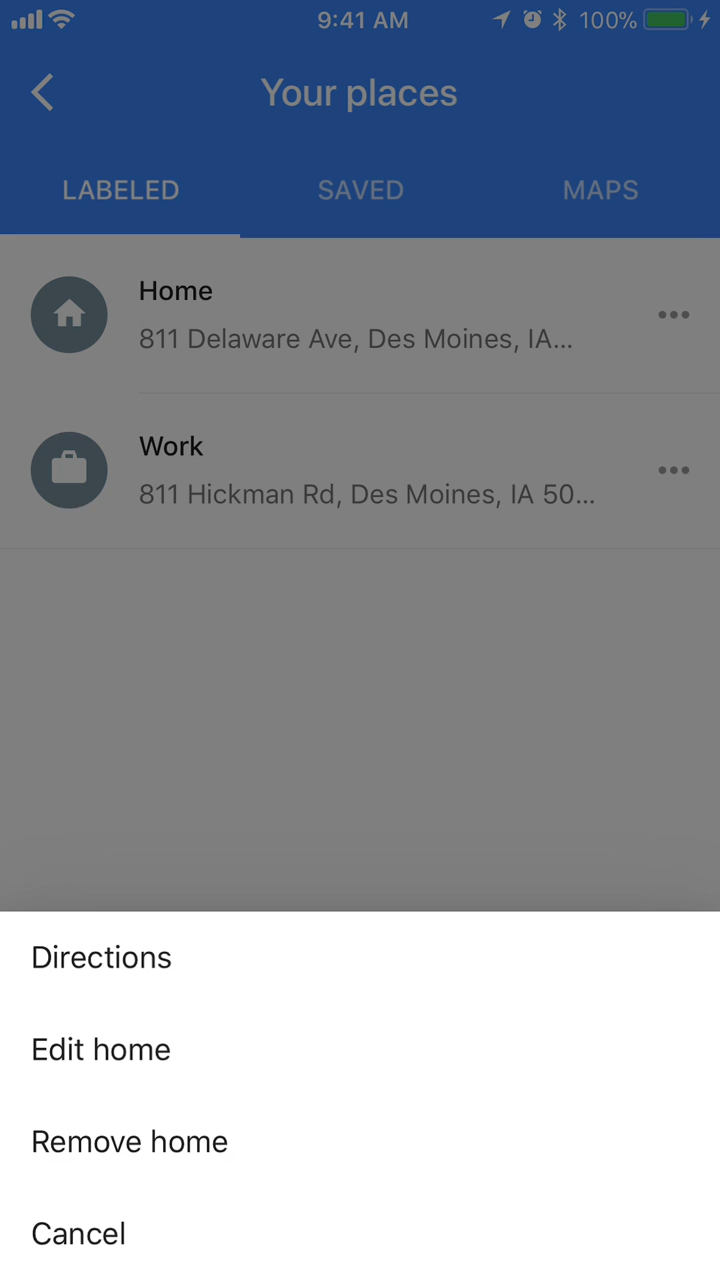 9:41 AM 100%
Your places
LABELED SAVED MAPS
Home
811 Delaware Ave, Des Moines, IA...
Work
811 Hickman Rd, Des Moines, IA 50...
Directions
Edit home
Remove home
Cancel